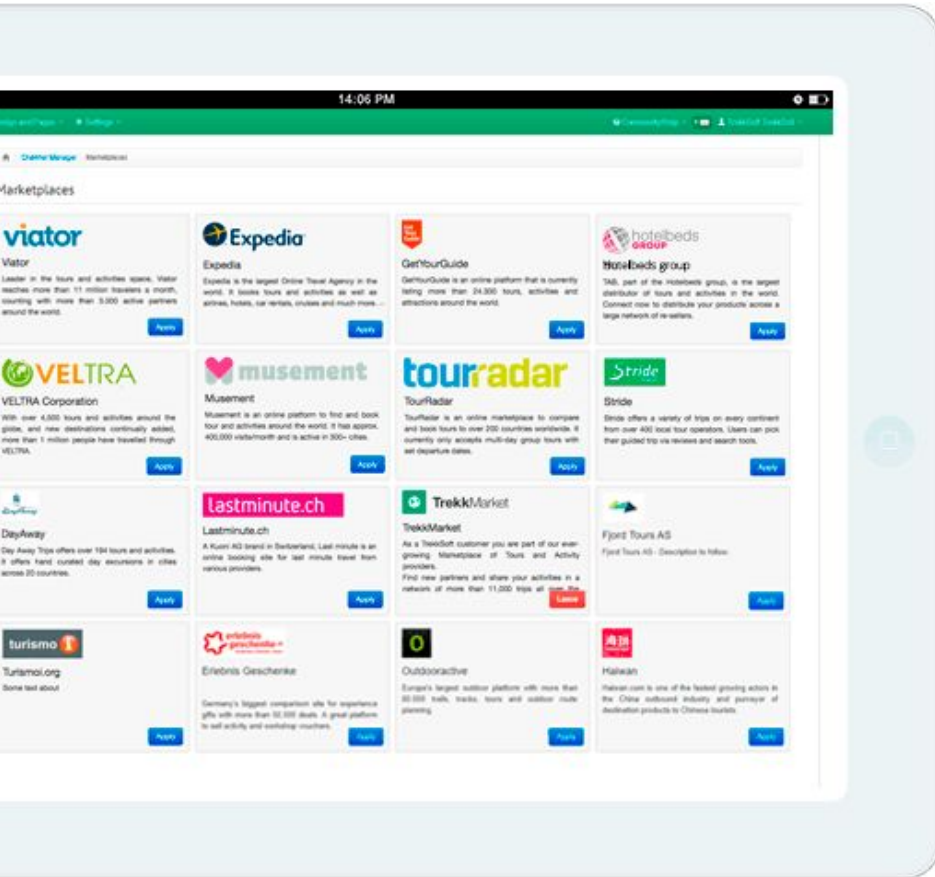 14:06 PM
Settings
Channel Manager Marketplaces
Marketplaces
viator
Viator
Leader in the tours and activities space, Viator
reaches more than 11 million travelers a month,
counting with more than 3.000 active partners
around the world.
Apply
Expedia
Expedia
Expedia is the largest Online Travel Agency in the
world. It books tours and activities as well as
airlines, hotels, car rentals, cruises and much more...
Apply
GET
YOUR
GUIDE
GetYourGuide
GetYourGuide is an online platform that is currently
listing more than 24.300 tours, activities and
attractions around the world.
Apply
hotelbeds
GROUP
Hotelbeds group
TAB, part of the Hotelbeds group, is the largest
distributor of tours and activities in the world.
Connect now to distribute your products across a
large network of re-sellers.
Apply
VELTRA
VELTRA Corporation
With over 4,500 tours and activities around the
globe, and new destinations continually added,
more than 1 million people have travelled through
VELTRA.
Apply
musement
Musement
Musement is an online platform to find and book
tour and activities around the world. It has approx.
400,000 visits/month and is active in 300+ cities.
Apply
tourradar
TourRadar
TourRadar is an online marketplace to compare
and book tours to over 200 countries worldwide. It
currently only accepts multi-day group tours with
set departure dates.
Apply
Stride
Stride
Stride offers a variety of trips on every continent
from over 400 local tour operators. Users can pick
their guided trip via reviews and search tools.
Apply
DayAway
DayAway
Day Away Trips offers over 194 tours and activities.
It offers hand curated day excursions in cities
across 20 countries.
Apply
lastminute.ch
Lastminute.ch
A Kuoni AG brand in Switzerland, Last minute is an
online booking site for last minute travel from
various providers.
Apply
TrekkMarket
TrekkMarket
As a TrekkSoft customer you are part of our ever-
growing Marketplace of Tours and Activity
providers.
Find new partners and share your activities in a
network of more than 11,000 trips all over the
Leave
Fjord Tours AS
Fjord Tours AS - Description to follow.
Apply
turismo
Turismoi.org
Some text about
Apply
erlebnis
geschenke
Erlebnis Geschenke
Germany's biggest comparison site for experience
gifts with more than 50.000 deals. A great platform
to sell activity and workshop vouchers.
Apply
Outdooractive
Europe's largest outdoor platform with more than
60.000 trails, tracks, tours and outdoor route
planning.
Apply
Haiwan
Haiwan.com is one of the fastest growing actors in
the China outbound industry and purveyor of
destination products to Chinese tourists.
Apply